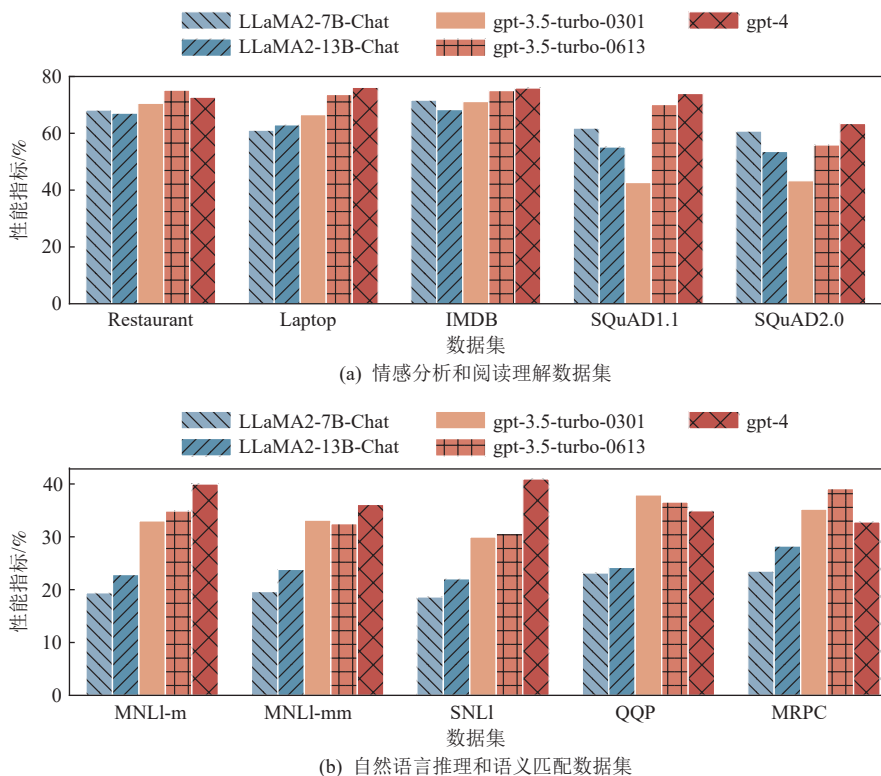 LLaMA2-7B-Chat gpt-3.5-turbo-0301 gpt-4
LLaMA2-13B-Chat gpt-3.5-turbo-0613
性能指标/%
80
60
40
20
0
Restaurant Laptop IMDB SQuAD1.1 SQuAD2.0
数据集
(a) 情感分析和阅读理解数据集
LLaMA2-7B-Chat gpt-3.5-turbo-0301 gpt-4
LLaMA2-13B-Chat gpt-3.5-turbo-0613
性能指标/%
40
30
20
10
0
MNLl-m MNLl-mm SNLl QQP MRPC
数据集
(b) 自然语言推理和语义匹配数据集